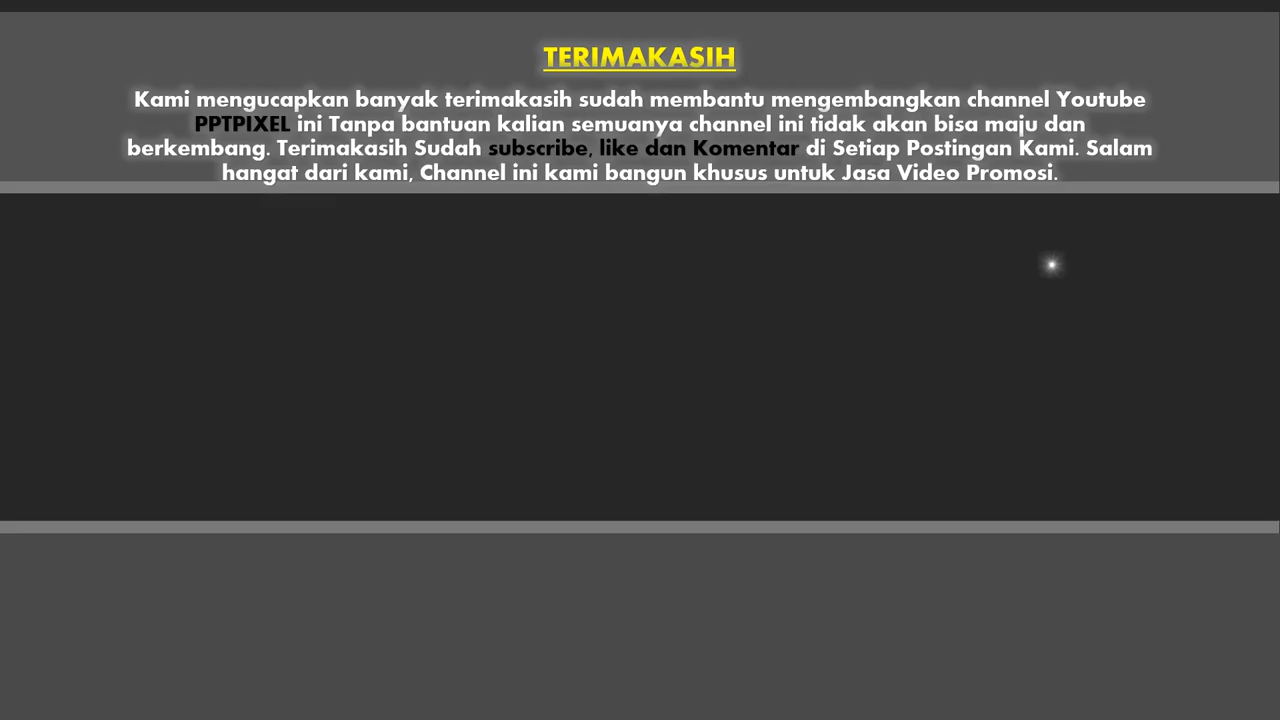 TERIMAKASIH
Kami mengucapkan banyak terimakasih sudah membantu mengembangkan channel Youtube
PPTPIXEL ini Tanpa bantuan kalian semuanya channel ini tidak akan bisa maju dan
berkembang. Terimakasih Sudah subscribe, like dan Komentar di Setiap Postingan Kami. Salam
hangat dari kami, Channel ini kami bangun khusus untuk Jasa Video Promosi.